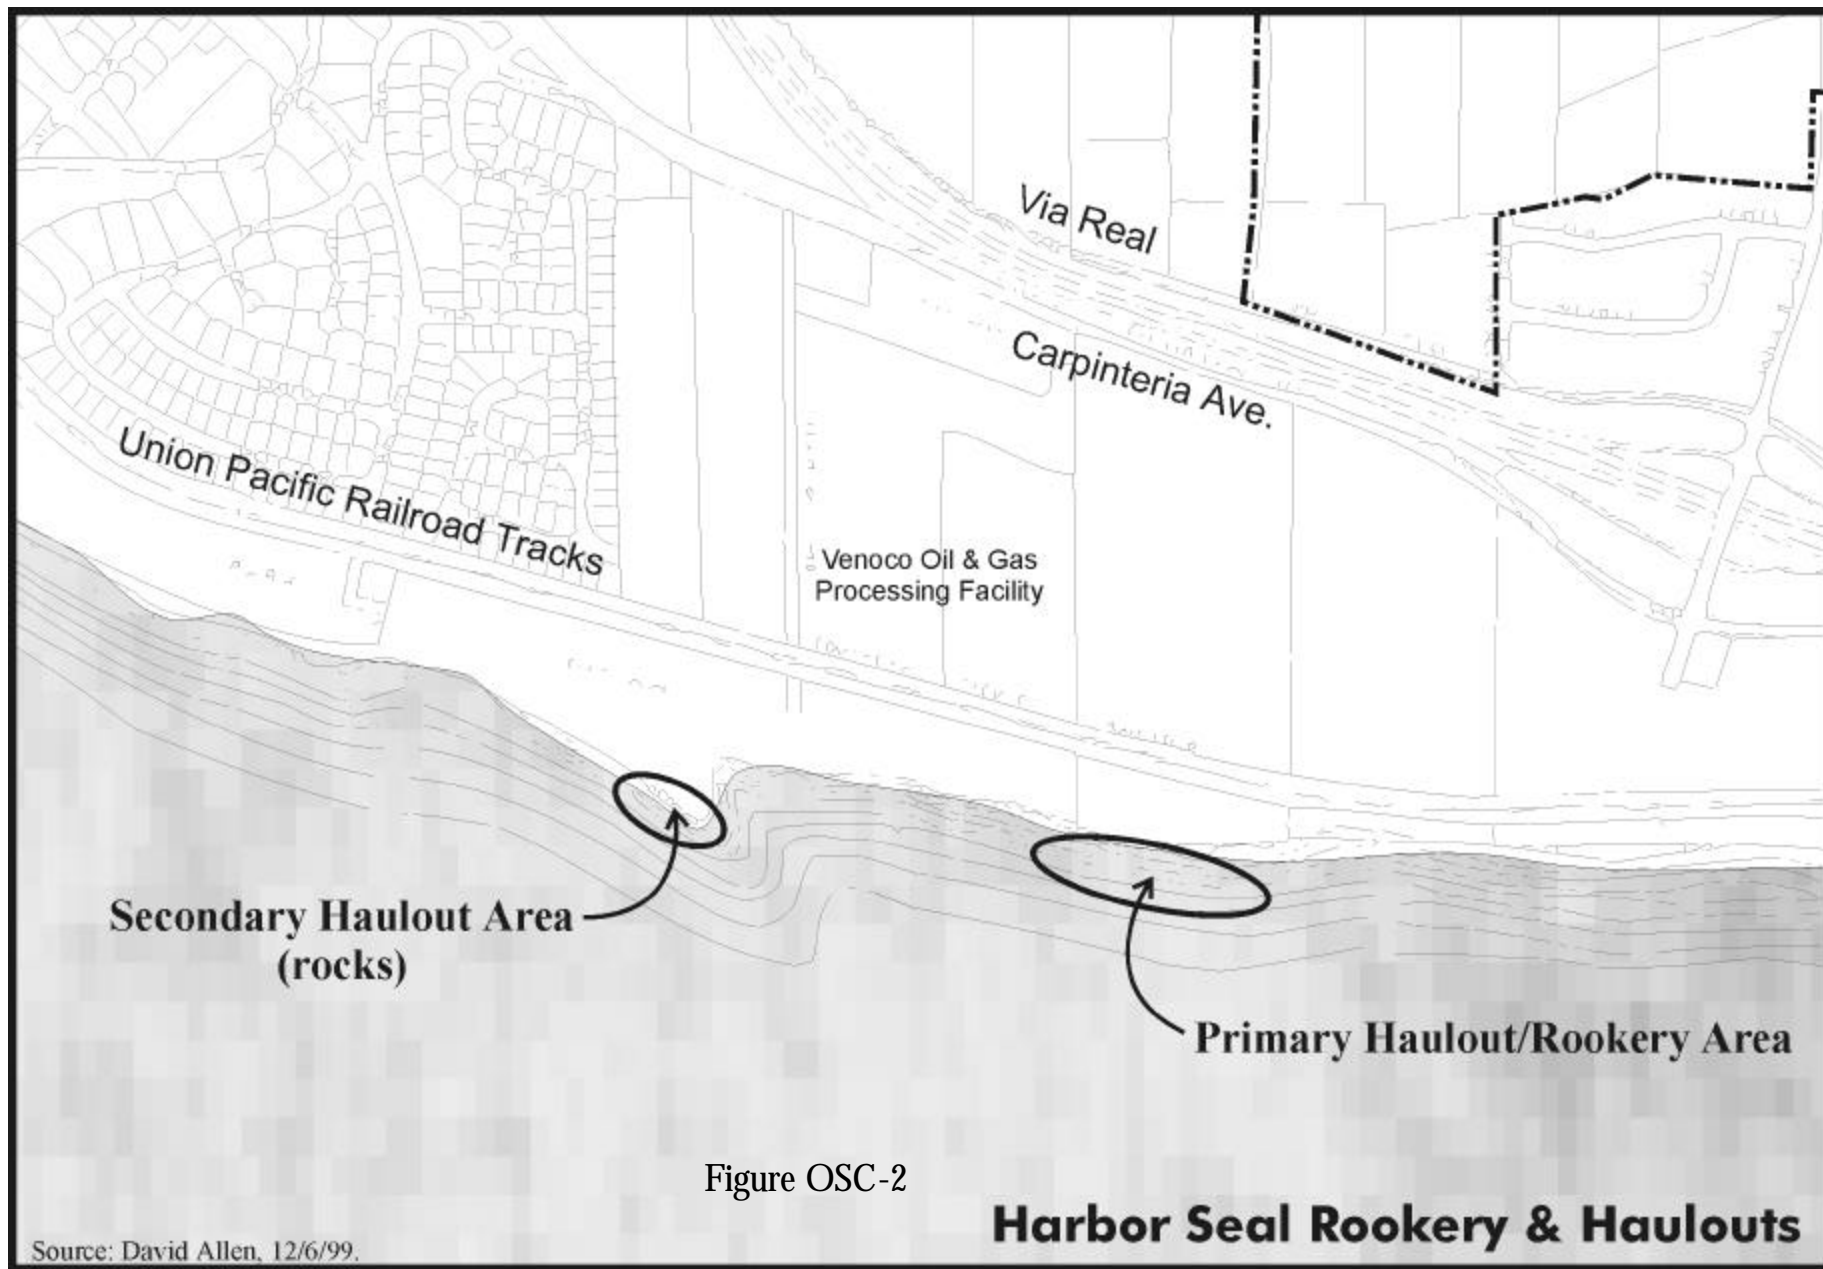 Via Real
Carpinteria Ave.
Union Pacific Railroad Tracks
Venoco Oil & Gas
Processing Facility
Secondary Haulout Area
(rocks)
Primary Haulout/Rookery Area
Figure OSC-2
Harbor Seal Rookery & Haulouts
Source: David Allen, 12/6/99.